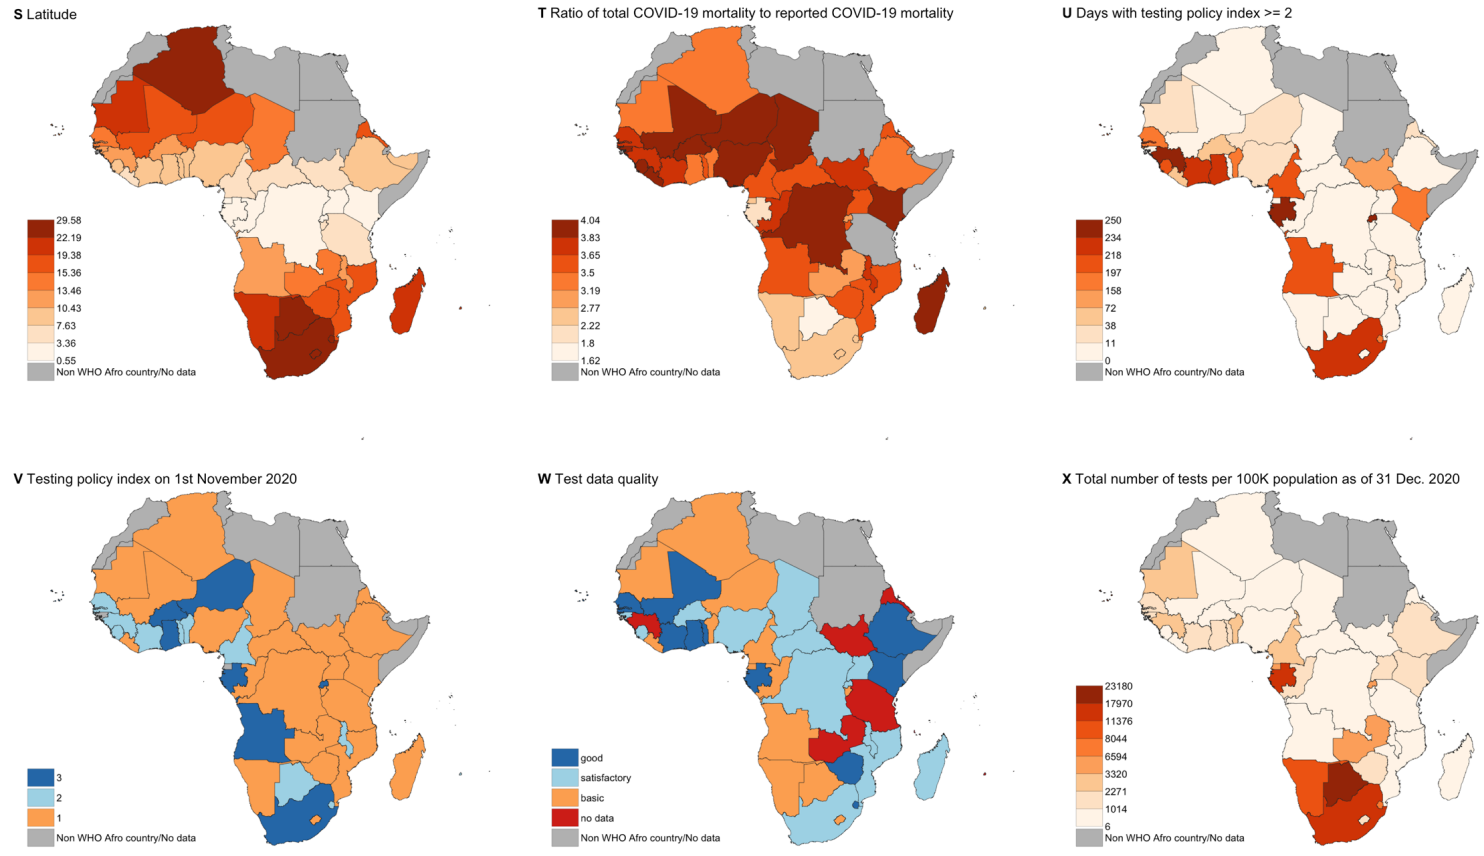 S Latitude
29.58
22.19
19.38
15.36
13.46
10.43
7.63
3.36
0.55
Non WHO Afro country/No data
T Ratio of total COVID-19 mortality to reported COVID-19 mortality
4.04
3.83
3.65
3.5
3.19
2.77
2.22
1.8
1.62
Non WHO Afro country/No data
U Days with testing policy index >= 2
250
234
218
197
158
72
38
11
0
Non WHO Afro country/No data
V Testing policy index on 1st November 2020
3
2
1
Non WHO Afro country/No data
W Test data quality
good
satisfactory
basic
no data
Non WHO Afro country/No data
X Total number of tests per 100K population as of 31 Dec. 2020
23180
17970
11376
8044
6594
3320
2271
1014
6
Non WHO Afro country/No data